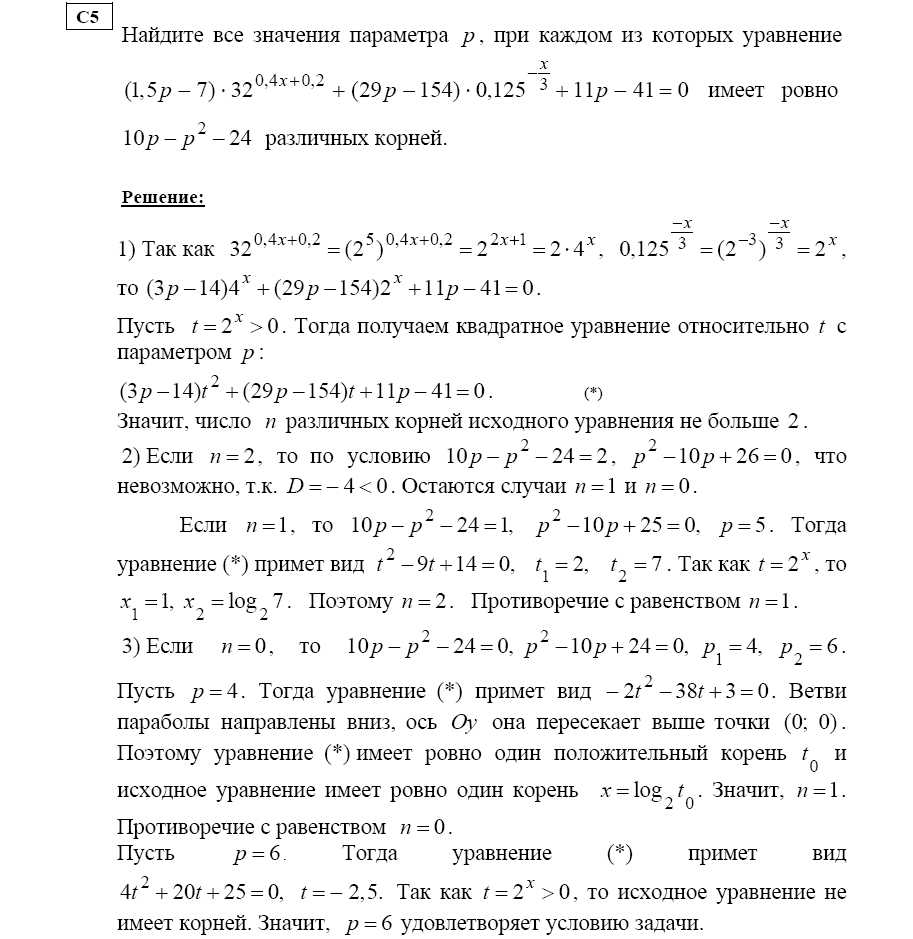 C5
Найдите все значения параметра p, при каждом из которых уравнение
(1,5p − 7) · 32^{0,4x+0,2} + (29p − 154) · 0,125^{−x/3} + 11p − 41 = 0 имеет ровно
10p − p² − 24 различных корней.
Решение:
1) Так как 32^{0,4x+0,2} = (2⁵)^{0,4x+0,2} = 2^{2x+1} = 2 · 4^x, 0,125^{−x/3} = (2^{−3})^{−x/3} = 2^x,
то (3p − 14)4^x + (29p − 154)2^x + 11p − 41 = 0.
Пусть t = 2^x > 0. Тогда получаем квадратное уравнение относительно t с
параметром p:
(3p − 14)t² + (29p − 154)t + 11p − 41 = 0. (*)
Значит, число n различных корней исходного уравнения не больше 2.
2) Если n = 2, то по условию 10p − p² − 24 = 2, p² − 10p + 26 = 0, что
невозможно, т.к. D = − 4 < 0. Остаются случаи n = 1 и n = 0.
Если n = 1, то 10p − p² − 24 = 1, p² − 10p + 25 = 0, p = 5. Тогда
уравнение (*) примет вид t² − 9t + 14 = 0, t₁ = 2, t₂ = 7. Так как t = 2^x, то
x₁ = 1, x₂ = log₂ 7. Поэтому n = 2. Противоречие с равенством n = 1.
3) Если n = 0, то 10p − p² − 24 = 0, p² − 10p + 24 = 0, p₁ = 4, p₂ = 6.
Пусть p = 4. Тогда уравнение (*) примет вид − 2t² − 38t + 3 = 0. Ветви
параболы направлены вниз, ось Oy она пересекает выше точки (0; 0).
Поэтому уравнение (*) имеет ровно один положительный корень t₀ и
исходное уравнение имеет ровно один корень x = log₂ t₀. Значит, n = 1.
Противоречие с равенством n = 0.
Пусть p = 6. Тогда уравнение (*) примет вид
4t² + 20t + 25 = 0, t = − 2,5. Так как t = 2^x > 0, то исходное уравнение не
имеет корней. Значит, p = 6 удовлетворяет условию задачи.